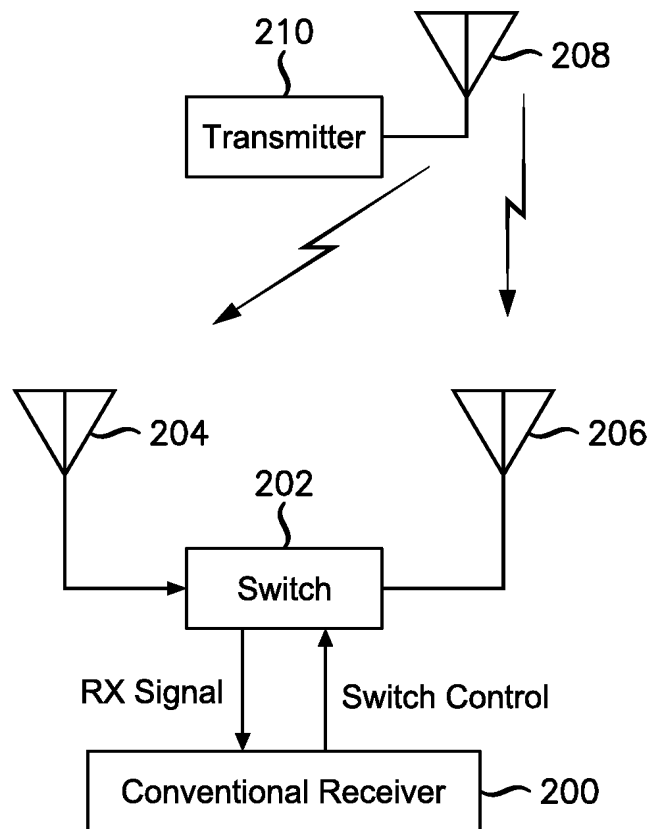 210
208
Transmitter
204
206
202
Switch
RX Signal
Switch Control
Conventional Receiver
200